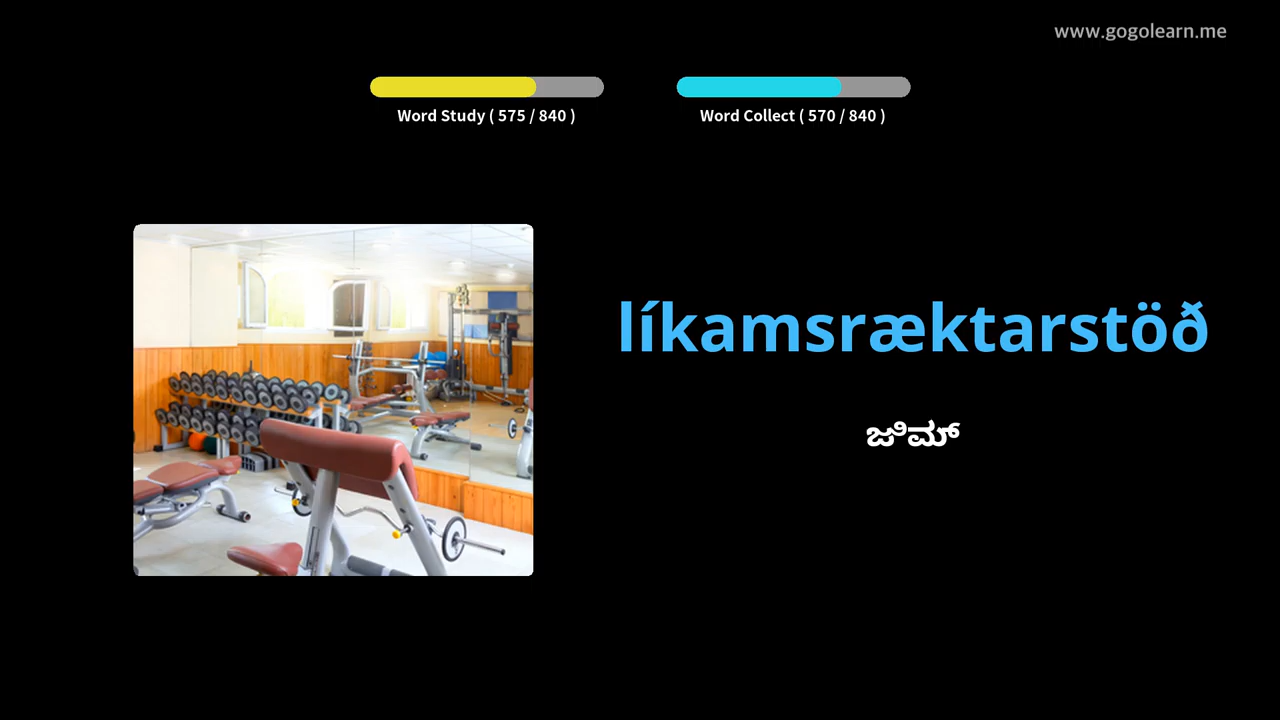 www.gogolearn.me
Word Study ( 575 / 840 )
Word Collect ( 570 / 840 )
líkamsræktarstöð
ಜಿಮ್